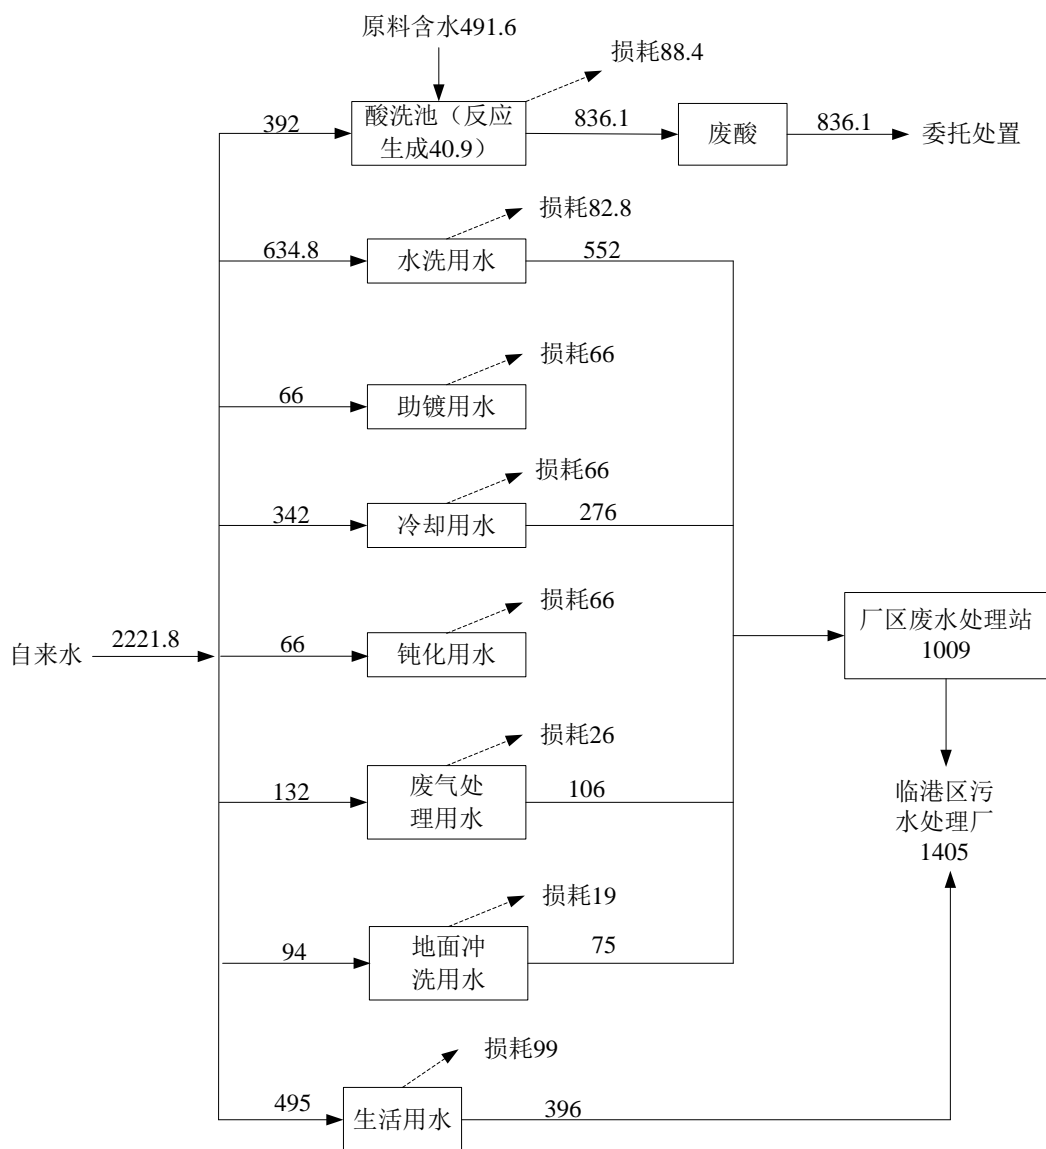 原料含水491.6
损耗88.4
392
酸洗池（反应
生成40.9）
836.1
废酸
836.1
委托处置
损耗82.8
634.8
水洗用水
552
损耗66
66
助镀用水
损耗66
342
冷却用水
276
损耗66
自来水
2221.8
66
钝化用水
厂区废水处理站
1009
损耗26
132
废气处
理用水
106
临港区污
水处理厂
1405
损耗19
94
地面冲
洗用水
75
损耗99
495
生活用水
396